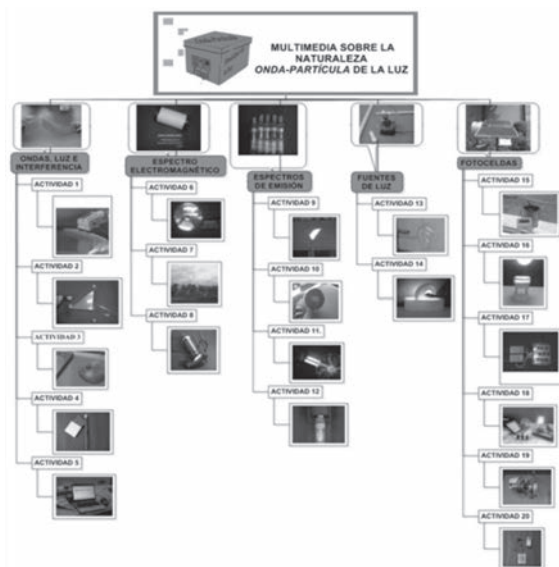 MULTIMEDIA SOBRE LA
NATURALEZA
ONDA-PARTÍCULA DE LA LUZ
ONDAS, LUZ E
INTERFERENCIA
ACTIVIDAD 1
ACTIVIDAD 2
ACTIVIDAD 3
ACTIVIDAD 4
ACTIVIDAD 5
ESPECTRO
ELECTROMAGNÉTICO
ACTIVIDAD 6
ACTIVIDAD 7
ACTIVIDAD 8
ESPECTROS
DE EMISIÓN
ACTIVIDAD 9
ACTIVIDAD 10
ACTIVIDAD 11.
ACTIVIDAD 12
FUENTES
DE LUZ
ACTIVIDAD 13
ACTIVIDAD 14
FOTOCELDAS
ACTIVIDAD 15
ACTIVIDAD 16
ACTIVIDAD 17
ACTIVIDAD 18
ACTIVIDAD 19
ACTIVIDAD 20